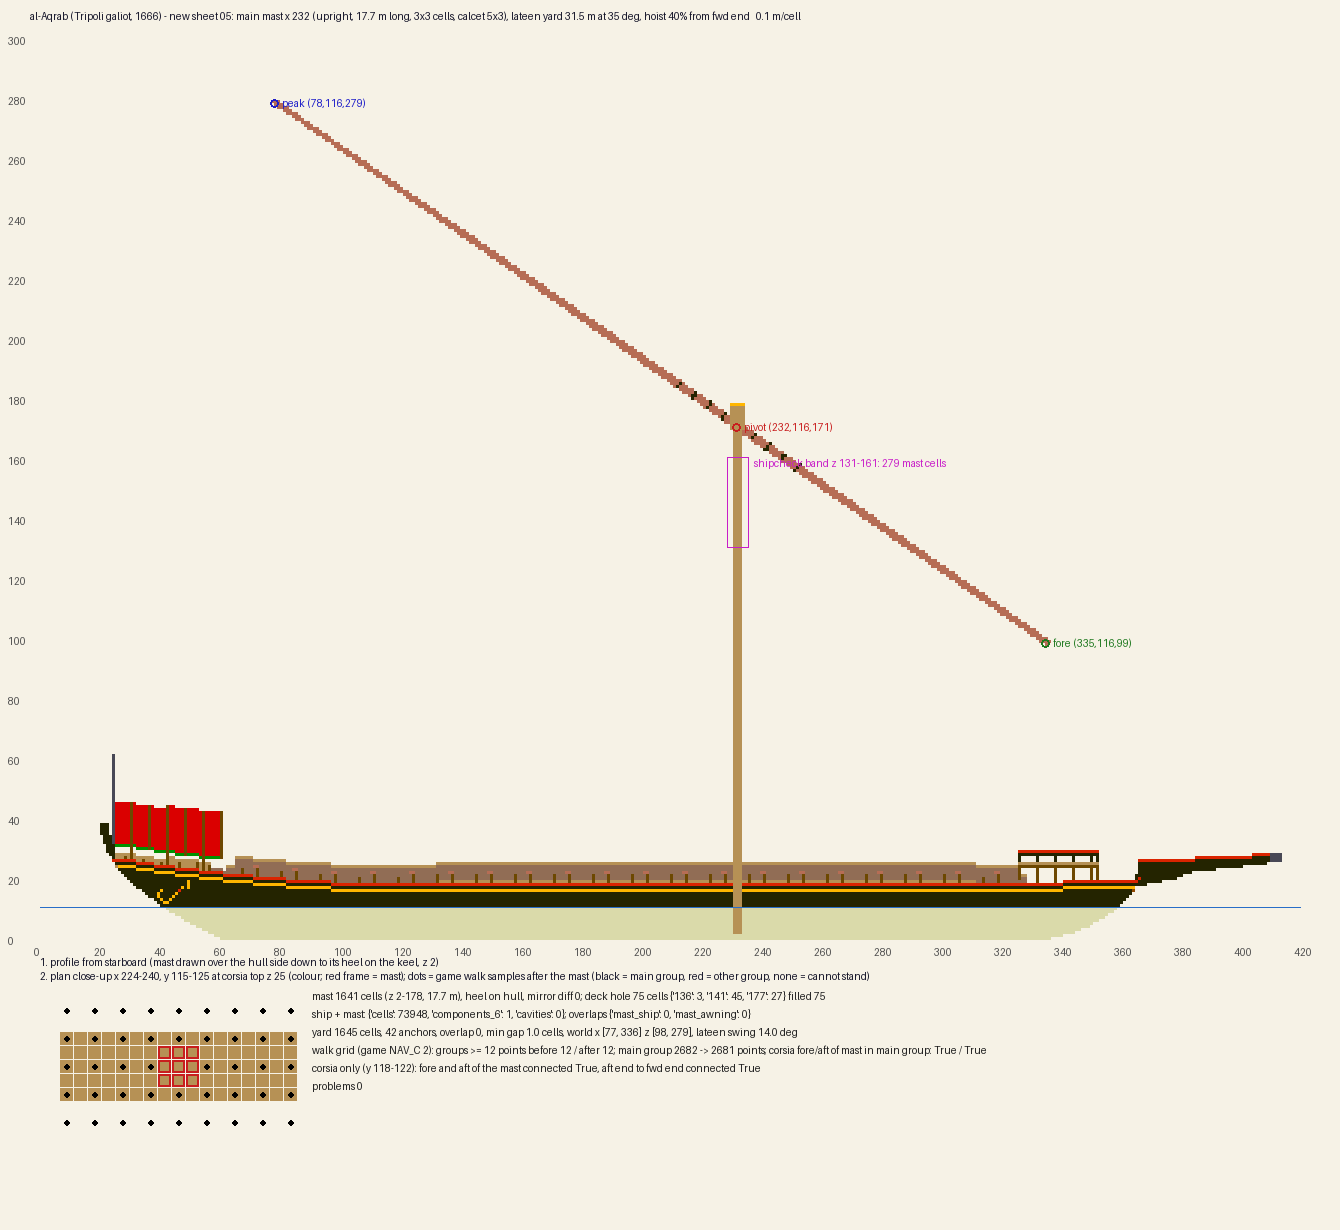 al-Aqrab (Tripoli galiot, 1666) - new sheet 05: main mast x 232 (upright, 17.7 m long, 3x3 cells, calcet 5x3), lateen yard 31.5 m at 35 deg, hoist 40% from fwd end 0.1 m/cell
300
280
peak (78,116,279)
260
240
220
200
180
pivot (232,116,171)
160
shipcheck band z 131-161: 279 mast cells
140
120
100
fore (335,116,99)
80
60
40
20
0
0 20 40 60 80 100 120 140 160 180 200 220 240 260 280 300 320 340 360 380 400 420
1. profile from starboard (mast drawn over the hull side down to its heel on the keel, z 2)
2. plan close-up x 224-240, y 115-125 at corsia top z 25 (colour; red frame = mast); dots = game walk samples after the mast (black = main group, red = other group, none = cannot stand)
mast 1641 cells (z 2-178, 17.7 m), heel on hull, mirror diff 0; deck hole 75 cells {'136': 3, '141': 45, '177': 27} filled 75
ship + mast {'cells': 73948, 'components_6': 1, 'cavities': 0}; overlaps {'mast_ship': 0, 'mast_awning': 0}
yard 1645 cells, 42 anchors, overlap 0, min gap 1.0 cells, world x [77, 336] z [98, 279], lateen swing 14.0 deg
walk grid (game NAV_C 2): groups >= 12 points before 12 / after 12; main group 2682 -> 2681 points; corsia fore/aft of mast in main group: True / True
corsia only (y 118-122): fore and aft of the mast connected True, aft end to fwd end connected True
problems 0